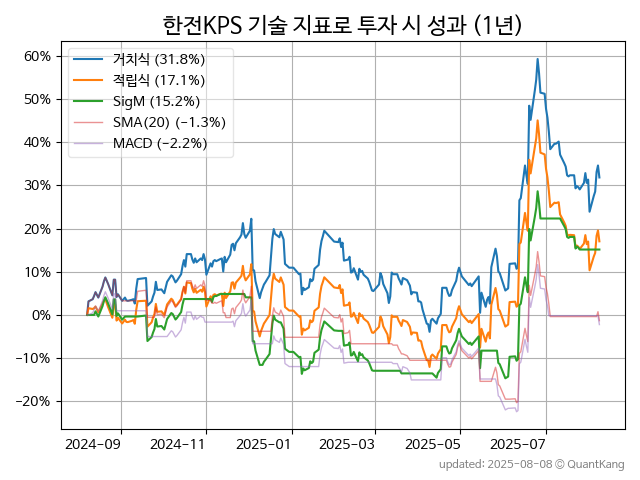 한전KPS 기술 지표로 투자 시 성과 (1년)
60%
50%
40%
30%
20%
10%
0%
−10%
−20%
거치식 (31.8%)
적립식 (17.1%)
SigM (15.2%)
SMA(20) (−1.3%)
MACD (−2.2%)
2024-09
2024-11
2025-01
2025-03
2025-05
2025-07
updated: 2025-08-08 © QuantKang